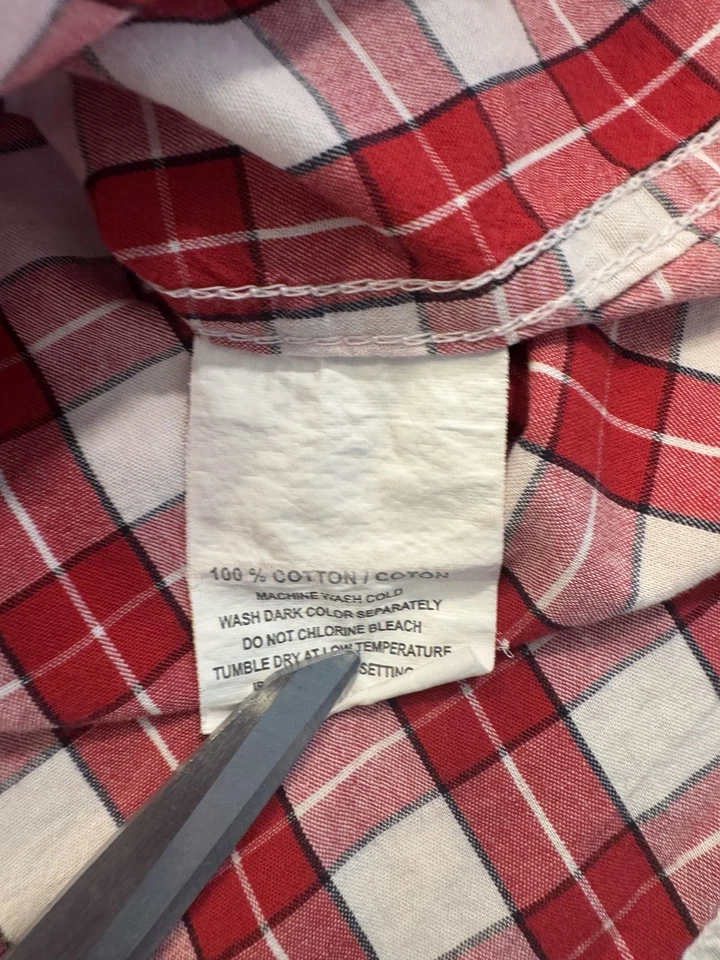 100 % COTTON / COTON
MACHINE WASH COLD
WASH DARK COLOR SEPARATELY
DO NOT CHLORINE BLEACH
TUMBLE DRY AT LOW TEMPERATURE
SETTING